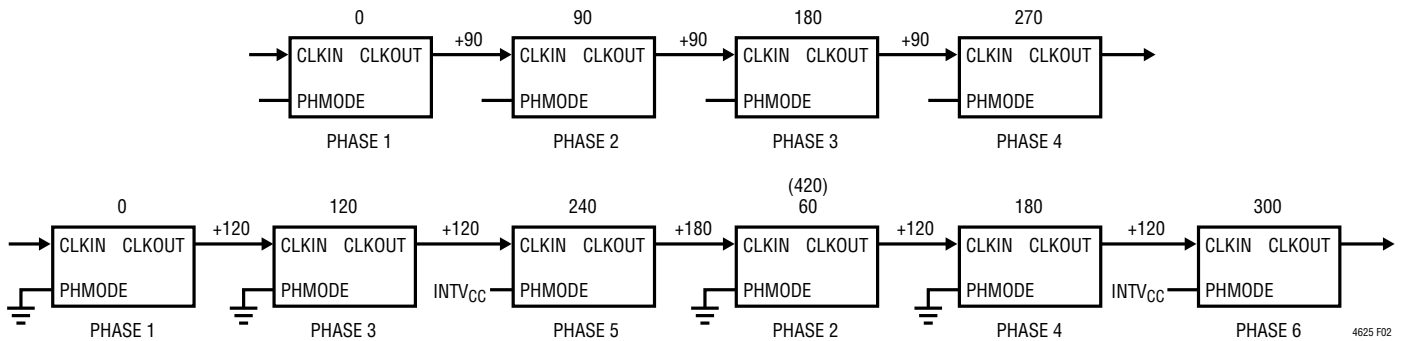 0 90 180 270
CLKIN CLKOUT +90 CLKIN CLKOUT +90 CLKIN CLKOUT +90 CLKIN CLKOUT
PHMODE PHMODE PHMODE PHMODE
PHASE 1 PHASE 2 PHASE 3 PHASE 4
(420)
0 120 240 60 180 300
CLKIN CLKOUT +120 CLKIN CLKOUT +120 CLKIN CLKOUT +180 CLKIN CLKOUT +120 CLKIN CLKOUT +120 CLKIN CLKOUT
PHMODE PHMODE INTVCC PHMODE PHMODE PHMODE INTVCC PHMODE
PHASE 1 PHASE 3 PHASE 5 PHASE 2 PHASE 4 PHASE 6 4625 F02